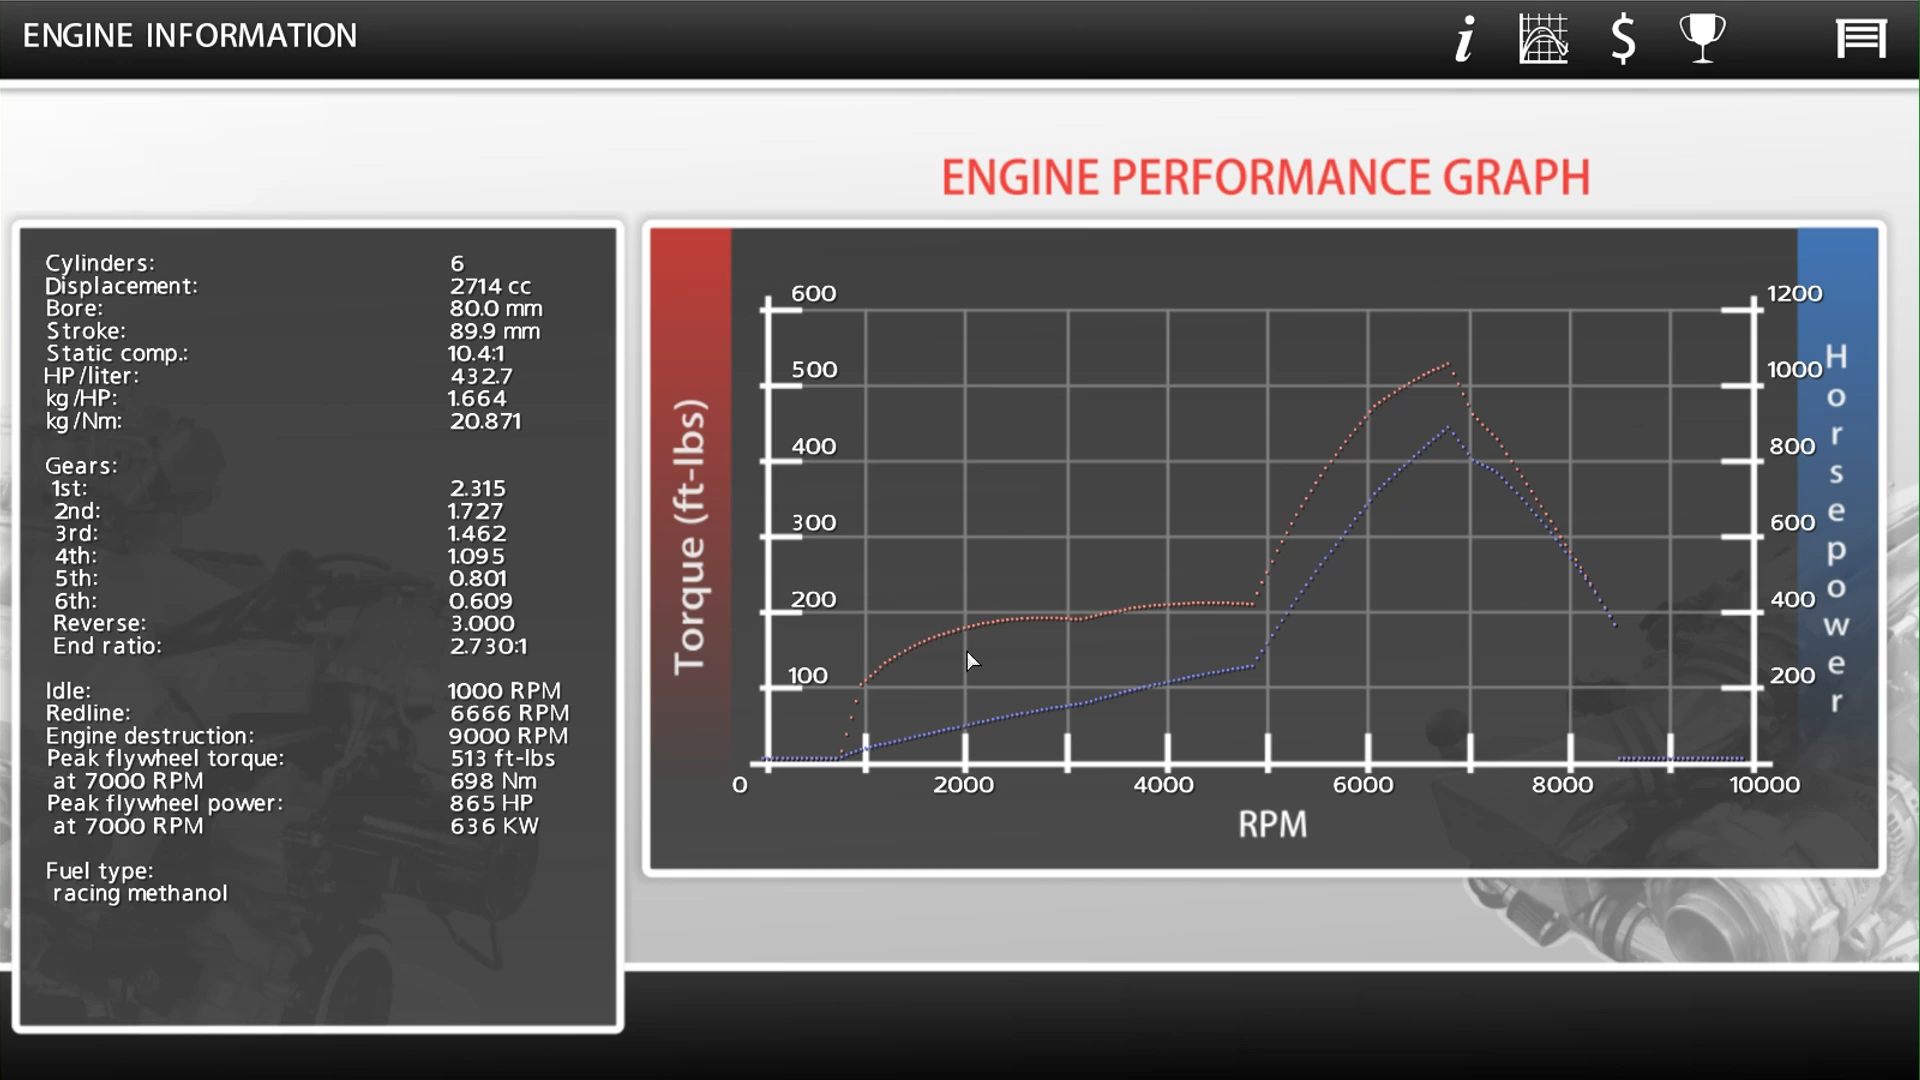 ENGINE INFORMATION
i $
ENGINE PERFORMANCE GRAPH
Cylinders: 6
Displacement: 2714 cc
Bore: 80.0 mm
Stroke: 89.9 mm
Static comp.: 10.4:1
HP/liter: 432.7
kg/HP: 1.664
kg/Nm: 20.871
Gears:
1st: 2.315
2nd: 1.727
3rd: 1.462
4th: 1.095
5th: 0.801
6th: 0.609
Reverse: 3.000
End ratio: 2.730:1
Idle: 1000 RPM
Redline: 6666 RPM
Engine destruction: 9000 RPM
Peak flywheel torque: 513 ft-lbs
at 7000 RPM 698 Nm
Peak flywheel power: 865 HP
at 7000 RPM 636 KW
Fuel type:
racing methanol
Torque (ft-lbs)
600
500
400
300
200
100
1200
1000
800
600
400
200
Horsepower
0 2000 4000 6000 8000 10000
RPM